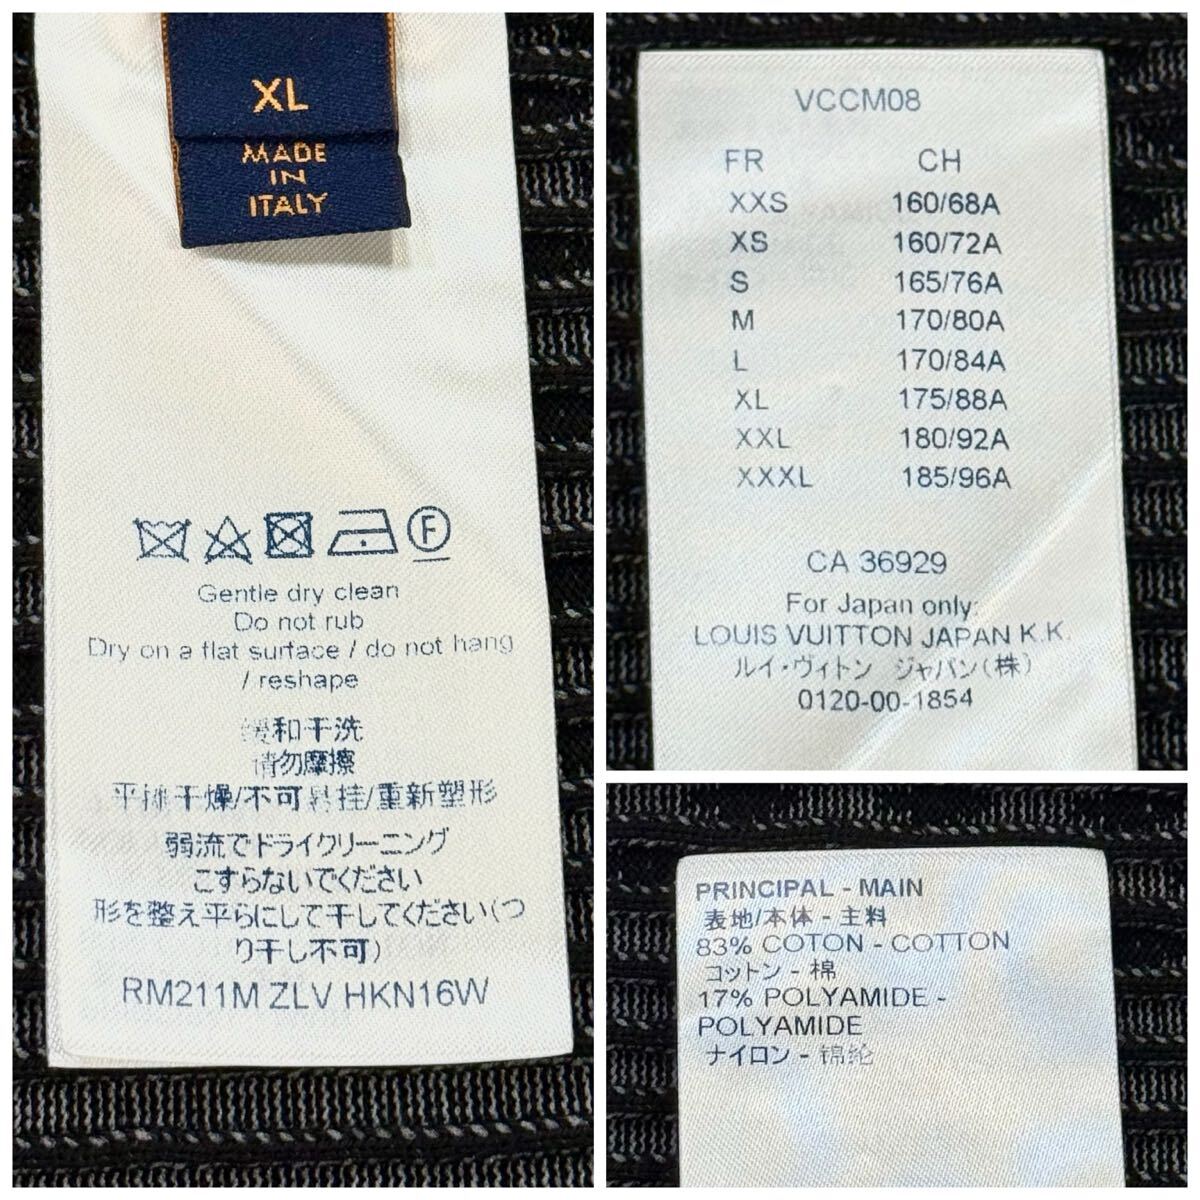 XL
MADE
IN
ITALY
F
Gentle dry clean
Do not rub
Dry on a flat surface / do not hang
/ reshape
缓和干洗
请勿摩擦
平摊干燥/不可悬挂/重新塑形
弱流でドライクリーニング
こすらないでください
形を整え平らにして干してください(つ
り干し不可)
RM211M ZLV HKN16W
VCCM08
FR CH
XXS 160/68A
XS 160/72A
S 165/76A
M 170/80A
L 170/84A
XL 175/88A
XXL 180/92A
XXXL 185/96A
CA 36929
For Japan only:
LOUIS VUITTON JAPAN K.K.
ルイ・ヴィトン ジャパン(株)
0120-00-1854
PRINCIPAL - MAIN
表地/本体 - 主料
83% COTON - COTTON
コットン - 棉
17% POLYAMIDE -
POLYAMIDE
ナイロン - 锦纶